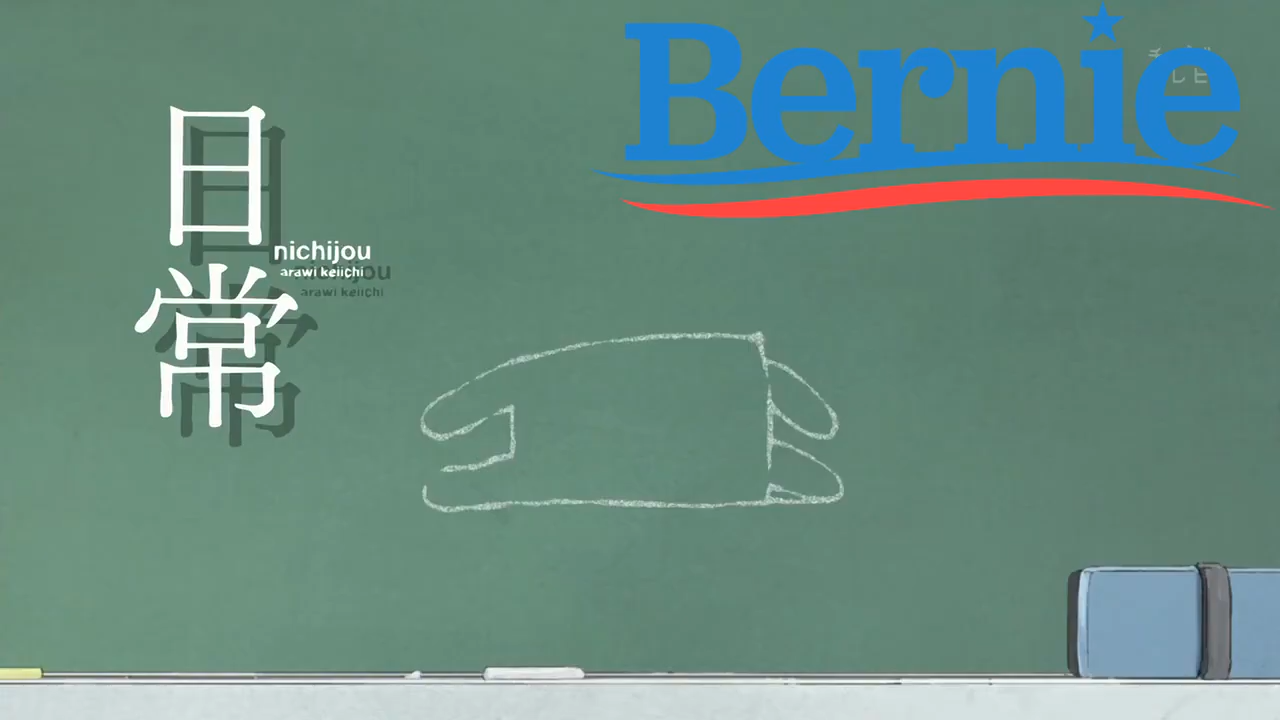 日常
nichijou
arawi keiichi
Bernie